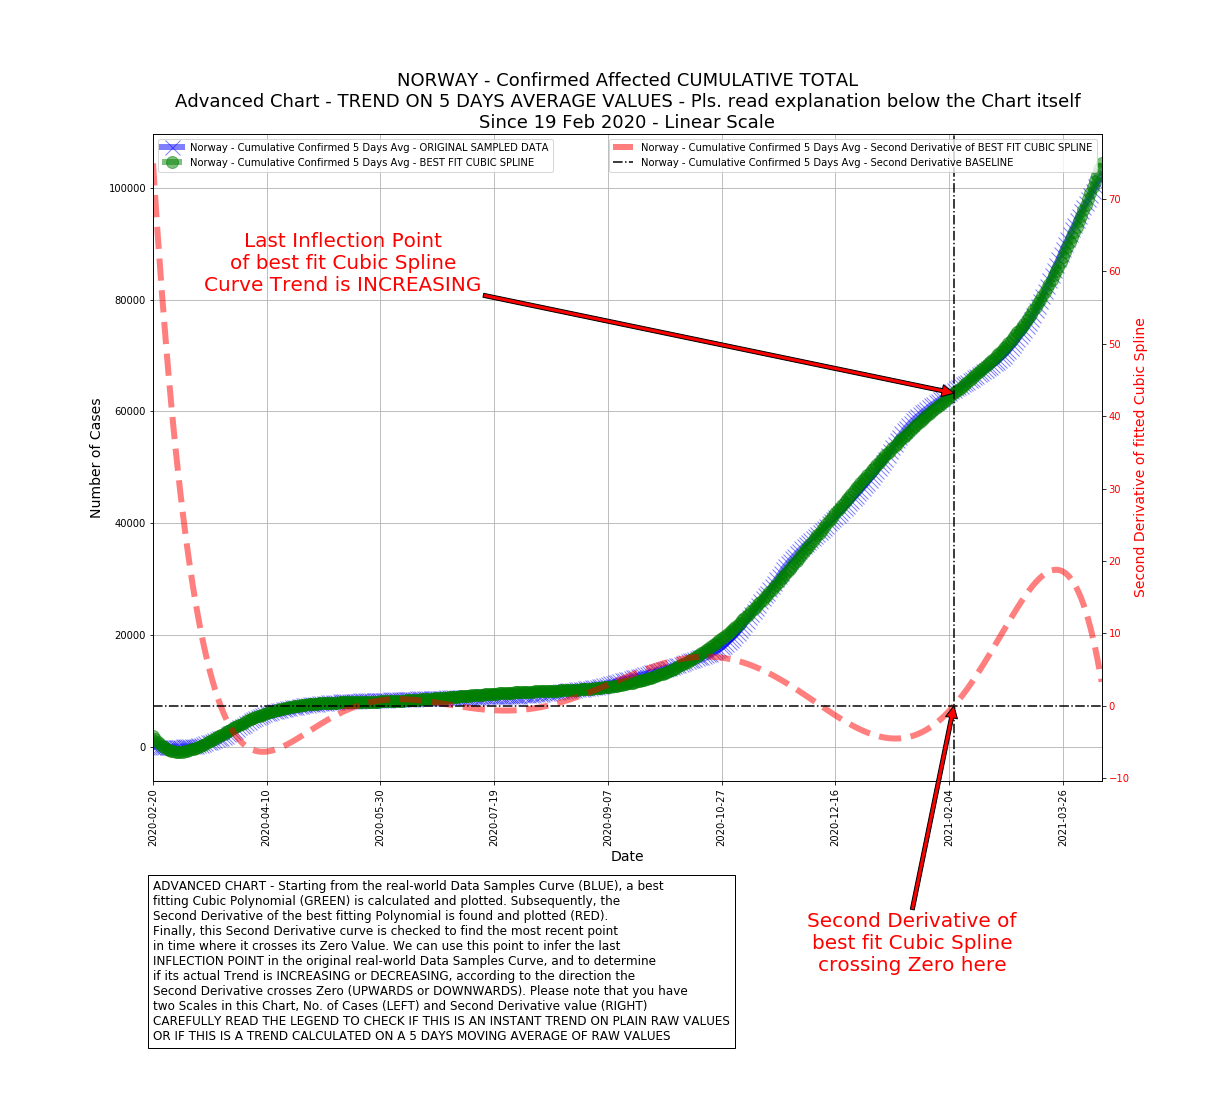 NORWAY - Confirmed Affected CUMULATIVE TOTAL
Advanced Chart - TREND ON 5 DAYS AVERAGE VALUES - Pls. read explanation below the Chart itself
Since 19 Feb 2020 - Linear Scale
Norway - Cumulative Confirmed 5 Days Avg - ORIGINAL SAMPLED DATA
Norway - Cumulative Confirmed 5 Days Avg - BEST FIT CUBIC SPLINE
Norway - Cumulative Confirmed 5 Days Avg - Second Derivative of BEST FIT CUBIC SPLINE
Norway - Cumulative Confirmed 5 Days Avg - Second Derivative BASELINE
Last Inflection Point
of best fit Cubic Spline
Curve Trend is INCREASING
Number of Cases
100000
80000
60000
40000
20000
0
Second Derivative of fitted Cubic Spline
70
60
50
40
30
20
10
0
−10
2020-02-20
2020-04-10
2020-05-30
2020-07-19
2020-09-07
2020-10-27
2020-12-16
2021-02-04
2021-03-26
Date
ADVANCED CHART - Starting from the real-world Data Samples Curve (BLUE), a best
fitting Cubic Polynomial (GREEN) is calculated and plotted. Subsequently, the
Second Derivative of the best fitting Polynomial is found and plotted (RED).
Finally, this Second Derivative curve is checked to find the most recent point
in time where it crosses its Zero Value. We can use this point to infer the last
INFLECTION POINT in the original real-world Data Samples Curve, and to determine
if its actual Trend is INCREASING or DECREASING, according to the direction the
Second Derivative crosses Zero (UPWARDS or DOWNWARDS). Please note that you have
two Scales in this Chart, No. of Cases (LEFT) and Second Derivative value (RIGHT)
CAREFULLY READ THE LEGEND TO CHECK IF THIS IS AN INSTANT TREND ON PLAIN RAW VALUES
OR IF THIS IS A TREND CALCULATED ON A 5 DAYS MOVING AVERAGE OF RAW VALUES
Second Derivative of
best fit Cubic Spline
crossing Zero here